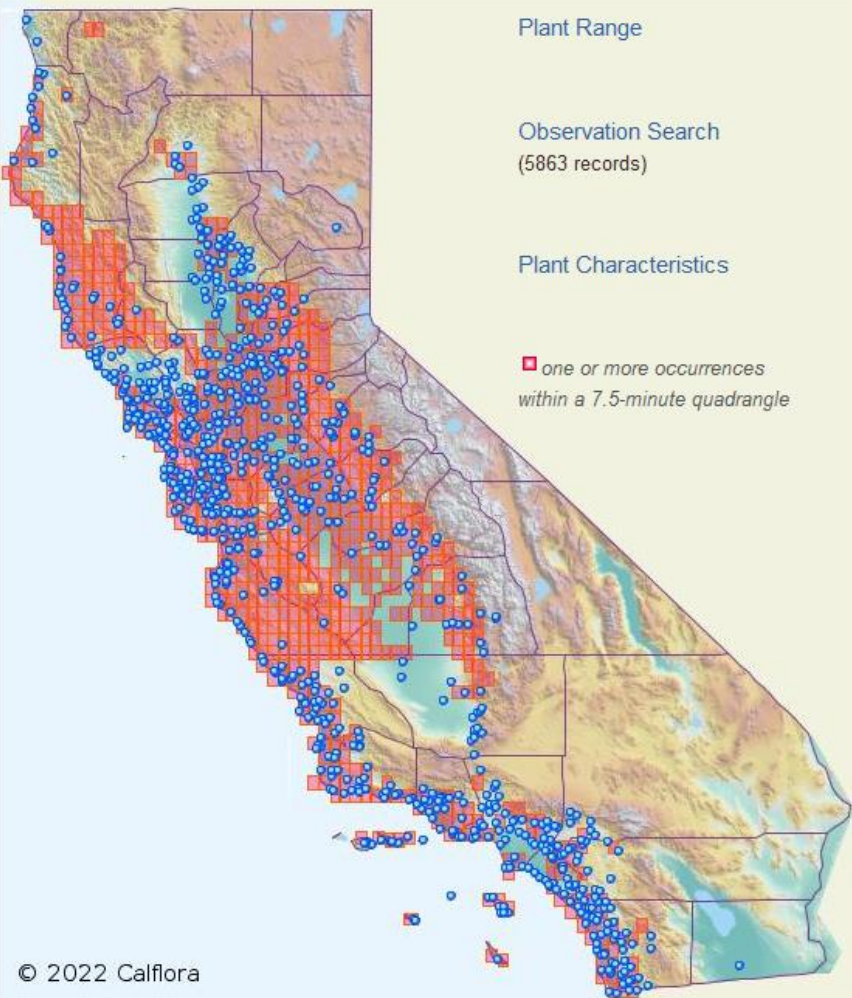 Plant Range
Observation Search
(5863 records)
Plant Characteristics
one or more occurrences
within a 7.5-minute quadrangle
© 2022 Calflora